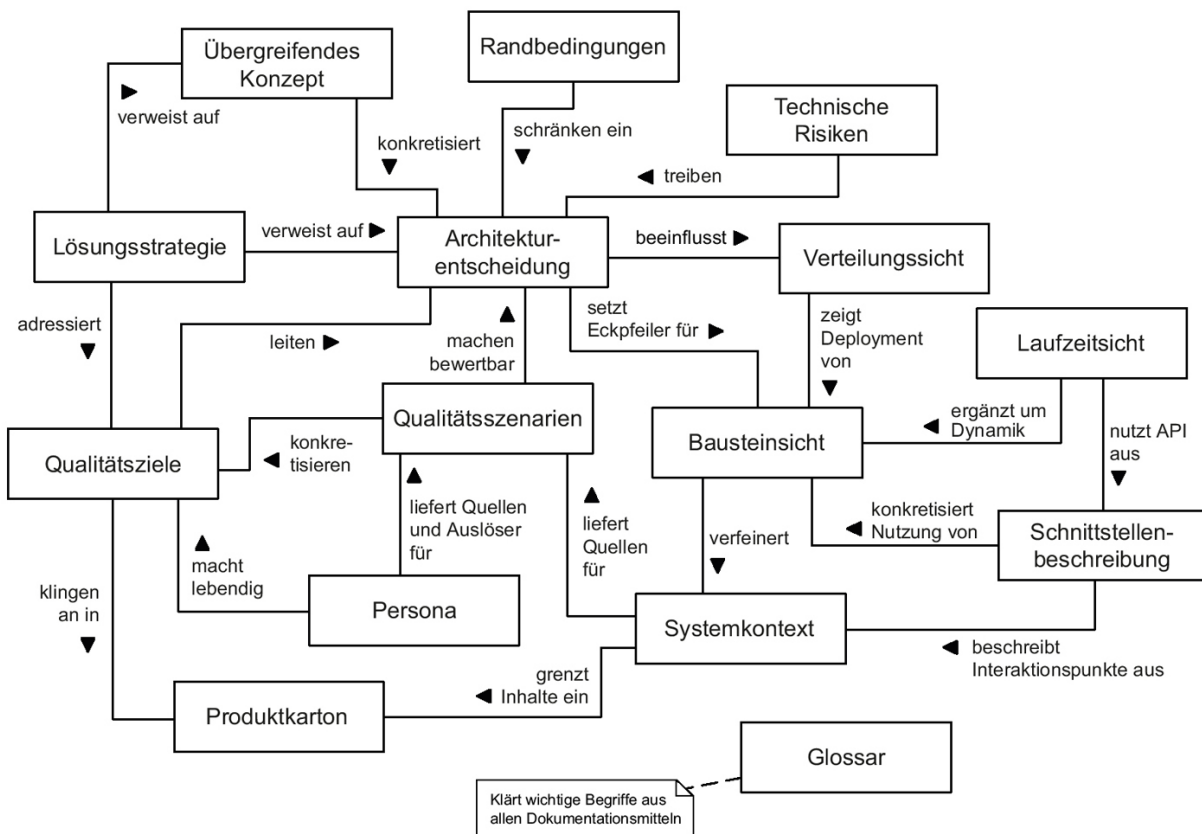 Übergreifendes
Konzept
Randbedingungen
Technische
Risiken
verweist auf
konkretisiert
schränken ein
treiben
Lösungsstrategie
verweist auf
Architektur-
entscheidung
beeinflusst
Verteilungssicht
adressiert
leiten
machen
bewertbar
setzt
Eckpfeiler für
zeigt
Deployment
von
Laufzeitsicht
Qualitätsziele
konkre-
tisieren
Qualitätsszenarien
Bausteinsicht
ergänzt um
Dynamik
nutzt API
aus
klingen
an in
macht
lebendig
liefert Quellen
und Auslöser
für
liefert
Quellen
für
verfeinert
konkretisiert
Nutzung von
Schnittstellen-
beschreibung
Persona
Systemkontext
beschreibt
Interaktionspunkte aus
grenzt
Inhalte ein
Produktkarton
Glossar
Klärt wichtige Begriffe aus
allen Dokumentationsmitteln